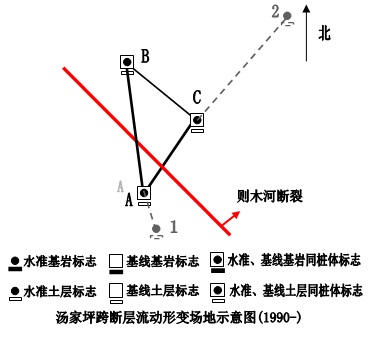 2
北
B
C
A
A
则木河断裂
1
水准基岩标志 基线基岩标志 水准、基线基岩同桩体标志
水准土层标志 基线土层标志 水准、基线土层同桩体标志
汤家坪跨断层流动形变场地示意图(1990-)